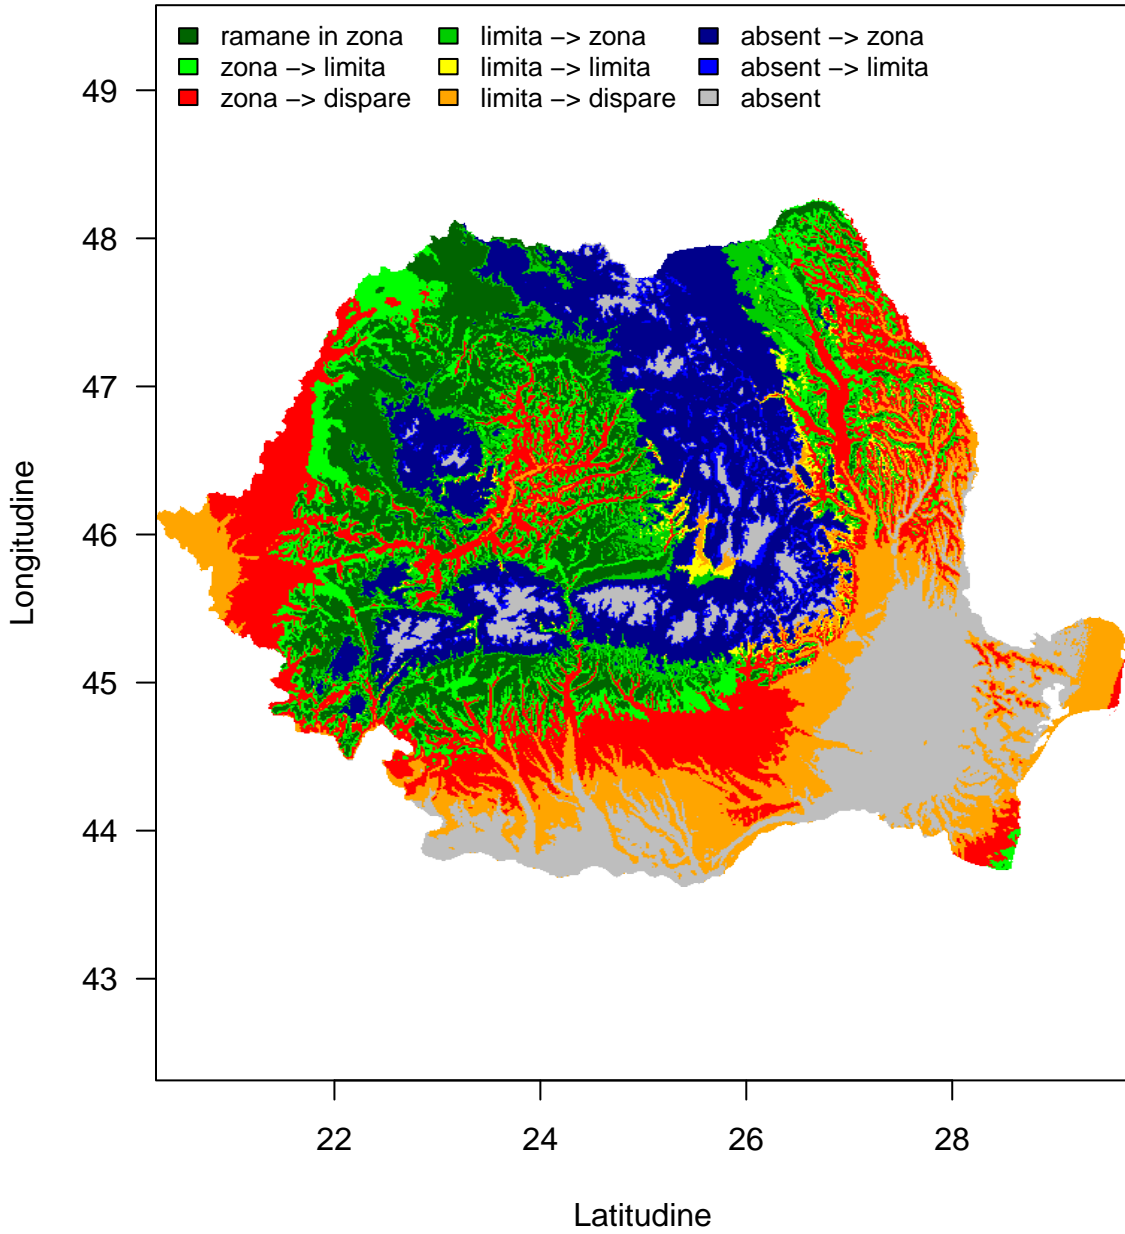 ramane in zona limita −> zona absent −> zona
zona −> limita limita −> limita absent −> limita
zona −> dispare limita −> dispare absent
49
48
47
46
45
44
43
Longitudine
22 24 26 28
Latitudine